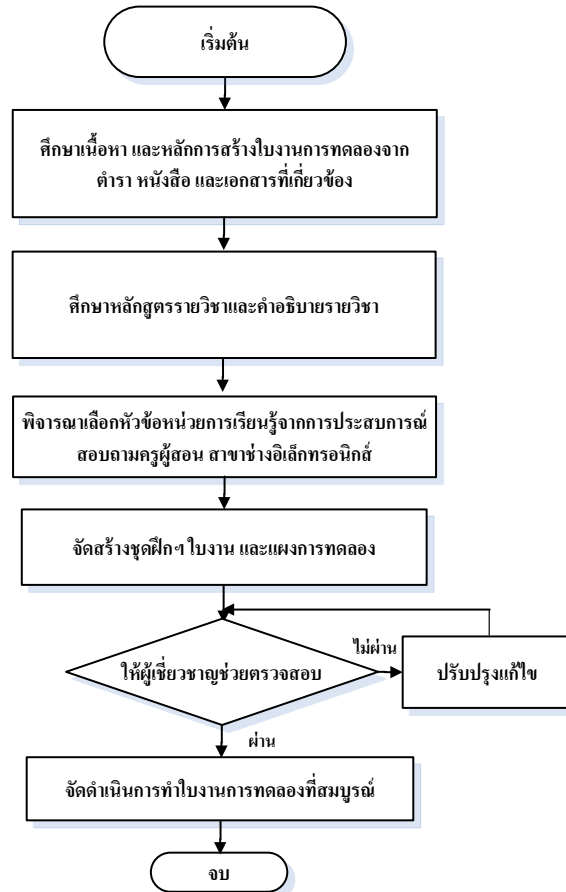 เริ่มต้น
ศึกษาเนื้อหา และหลักการสร้างใบงานการทดลองจาก
ตำรา หนังสือ และเอกสารที่เกี่ยวข้อง
ศึกษาหลักสูตรรายวิชาและคำอธิบายรายวิชา
พิจารณาเลือกหัวข้อหน่วยการเรียนรู้จากการประสบการณ์
สอบถามครูผู้สอน สาขาช่างอิเล็กทรอนิกส์
จัดสร้างชุดฝึกฯ ใบงาน และแผงการทดลอง
ให้ผู้เชี่ยวชาญช่วยตรวจสอบ
ไม่ผ่าน
ปรับปรุงแก้ไข
ผ่าน
จัดดำเนินการทำใบงานการทดลองที่สมบูรณ์
จบ